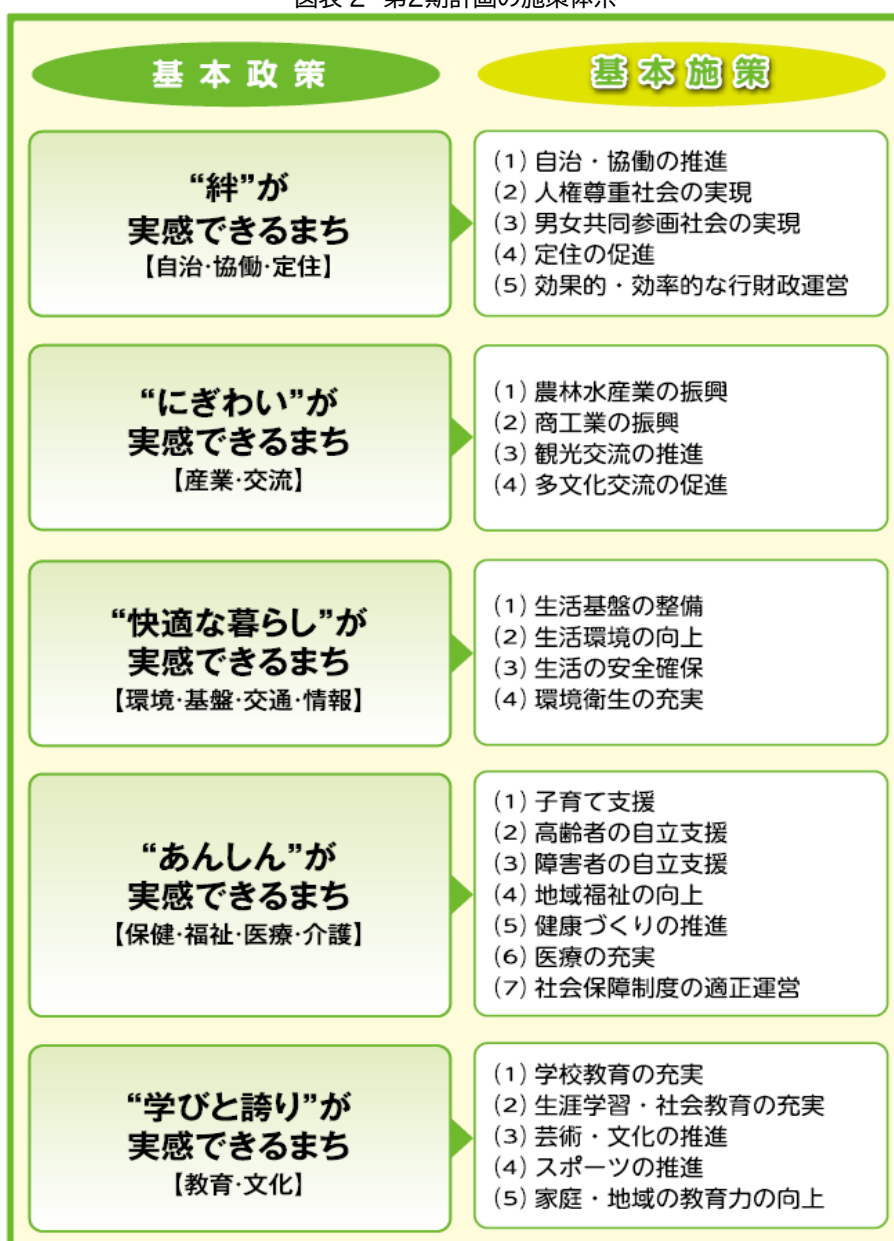 図表 2 第2期計画の施策体系
基本政策
基本施策
“絆”が
実感できるまち
【自治・協働・定住】
(1) 自治・協働の推進
(2) 人権尊重社会の実現
(3) 男女共同参画社会の実現
(4) 定住の促進
(5) 効果的・効率的な行財政運営
“にぎわい”が
実感できるまち
【産業・交流】
(1) 農林水産業の振興
(2) 商工業の振興
(3) 観光交流の推進
(4) 多文化交流の促進
“快適な暮らし”が
実感できるまち
【環境・基盤・交通・情報】
(1) 生活基盤の整備
(2) 生活環境の向上
(3) 生活の安全確保
(4) 環境衛生の充実
“あんしん”が
実感できるまち
【保健・福祉・医療・介護】
(1) 子育て支援
(2) 高齢者の自立支援
(3) 障害者の自立支援
(4) 地域福祉の向上
(5) 健康づくりの推進
(6) 医療の充実
(7) 社会保障制度の適正運営
“学びと誇り”が
実感できるまち
【教育・文化】
(1) 学校教育の充実
(2) 生涯学習・社会教育の充実
(3) 芸術・文化の推進
(4) スポーツの推進
(5) 家庭・地域の教育力の向上